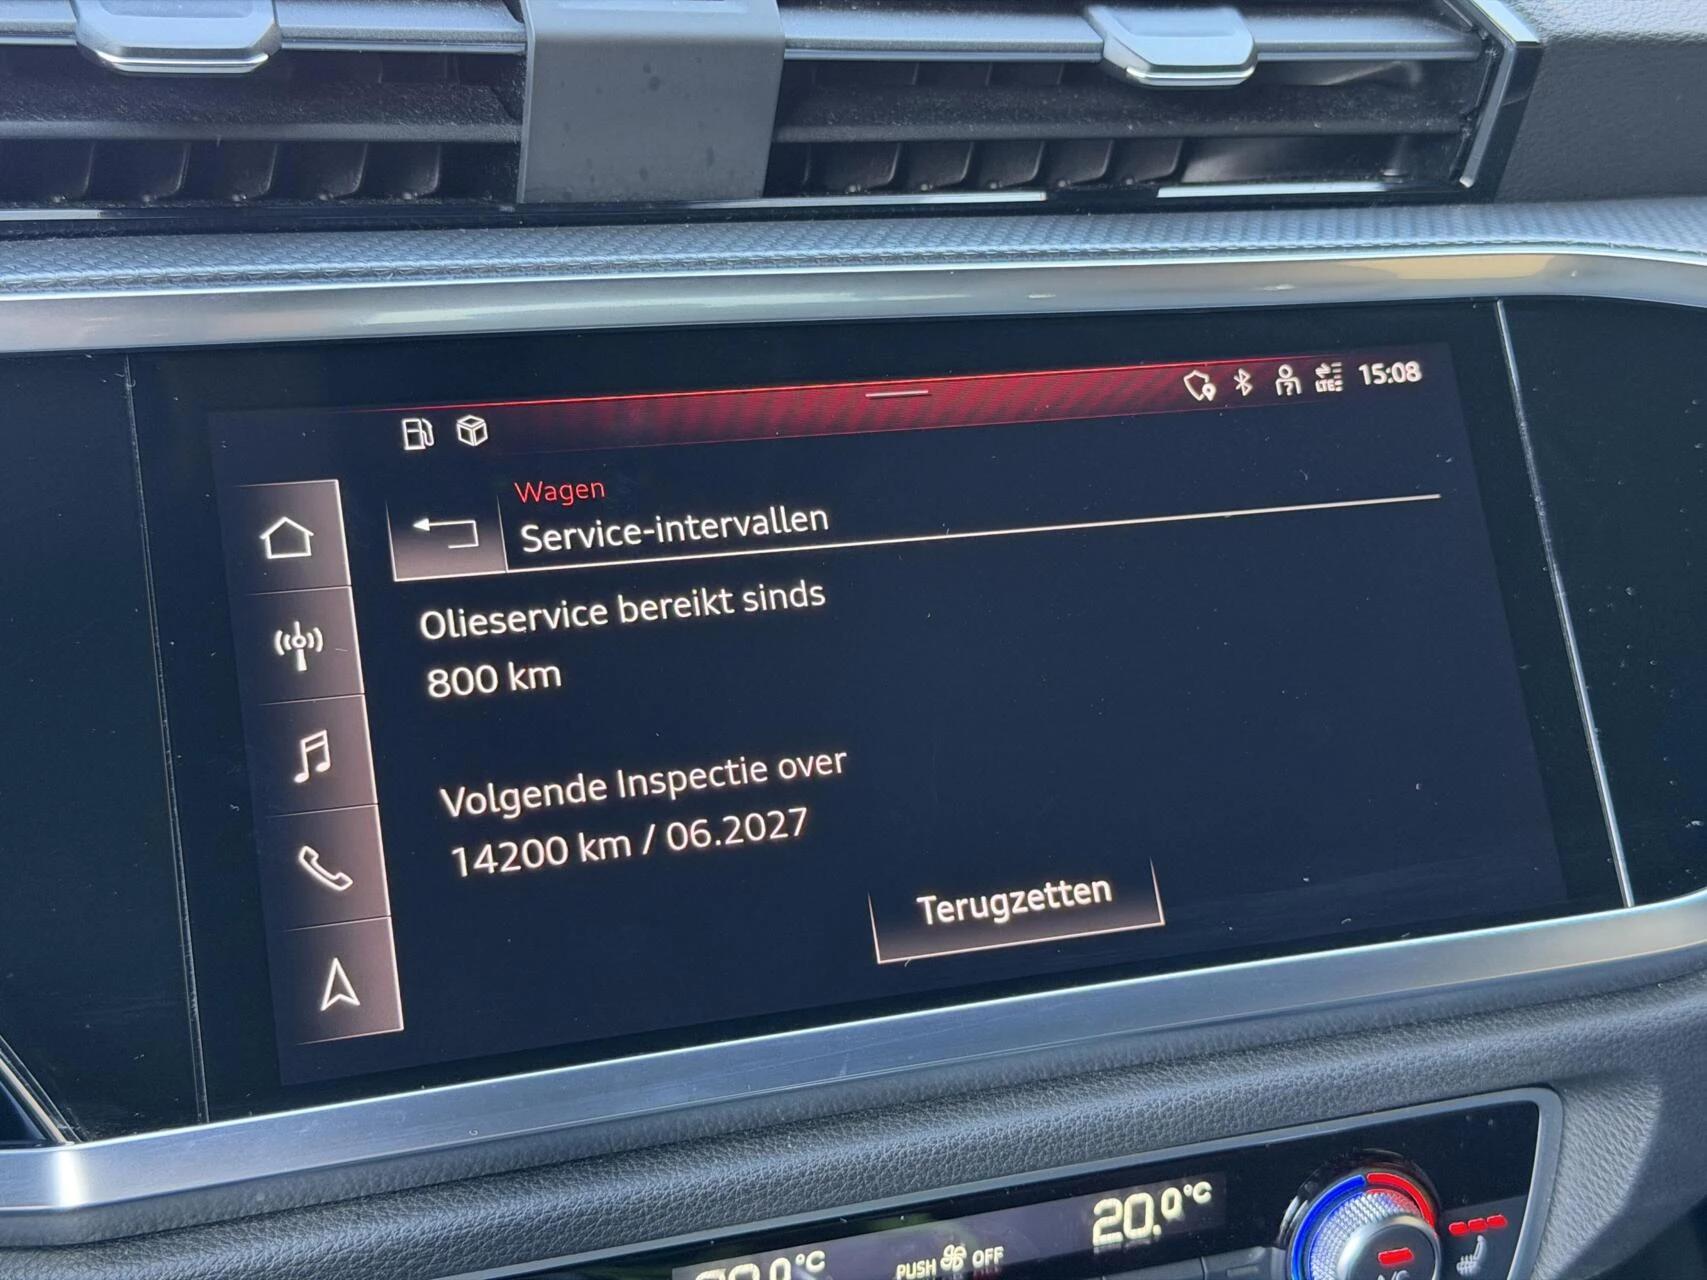 LTE 15:08
Wagen
Service-intervallen
Olieservice bereikt sinds
800 km
Volgende Inspectie over
14200 km / 06.2027
Terugzetten
20.0°C
PUSH OFF